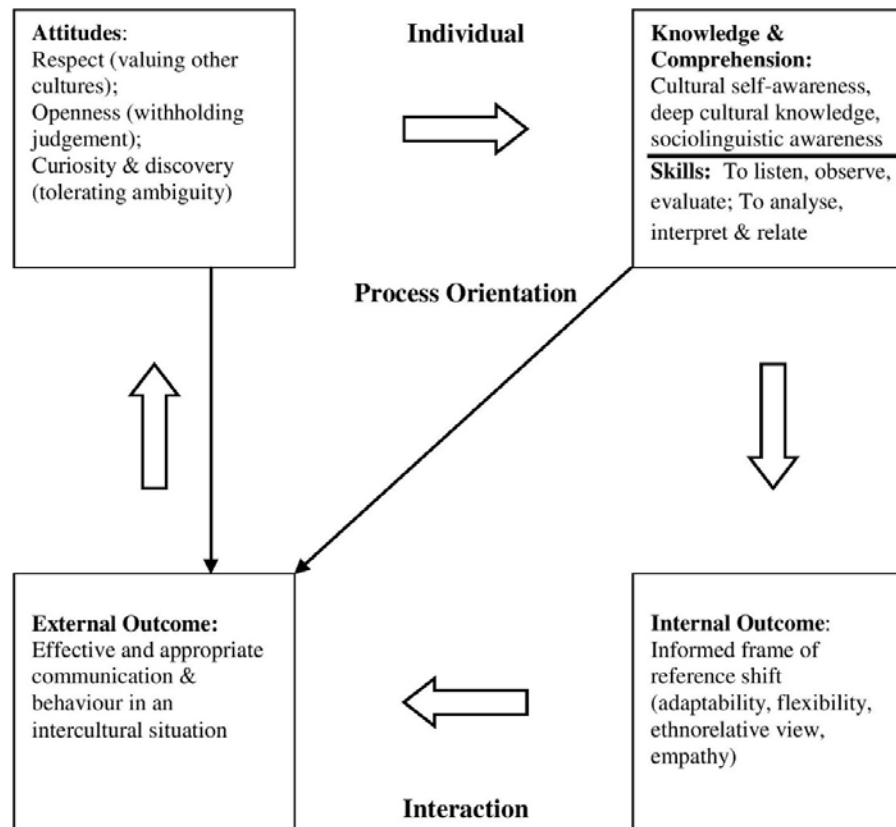 Attitudes:
Respect (valuing other
cultures);
Openness (withholding
judgement);
Curiosity & discovery
(tolerating ambiguity)
Individual
Knowledge &
Comprehension:
Cultural self-awareness,
deep cultural knowledge,
sociolinguistic awareness
Skills: To listen, observe,
evaluate; To analyse,
interpret & relate
Process Orientation
External Outcome:
Effective and appropriate
communication &
behaviour in an
intercultural situation
Internal Outcome:
Informed frame of
reference shift
(adaptability, flexibility,
ethnorelative view,
empathy)
Interaction